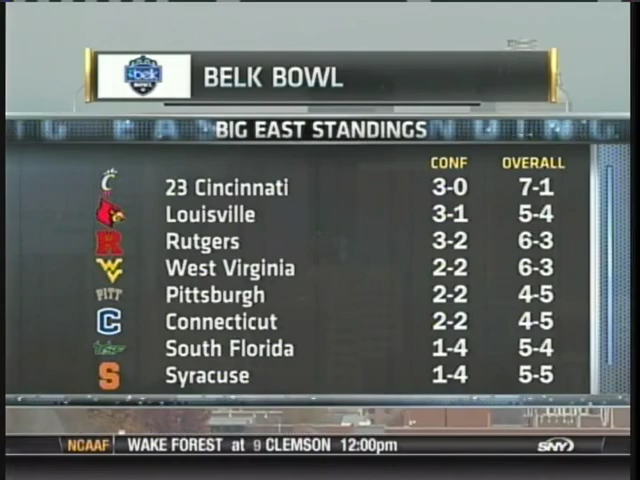 belk
BOWL
BELK BOWL
BIG EAST STANDINGS
CONF OVERALL
23 Cincinnati 3-0 7-1
Louisville 3-1 5-4
Rutgers 3-2 6-3
West Virginia 2-2 6-3
PITT Pittsburgh 2-2 4-5
Connecticut 2-2 4-5
South Florida 1-4 5-4
Syracuse 1-4 5-5
NCAAF WAKE FOREST at 9 CLEMSON 12:00pm SNY